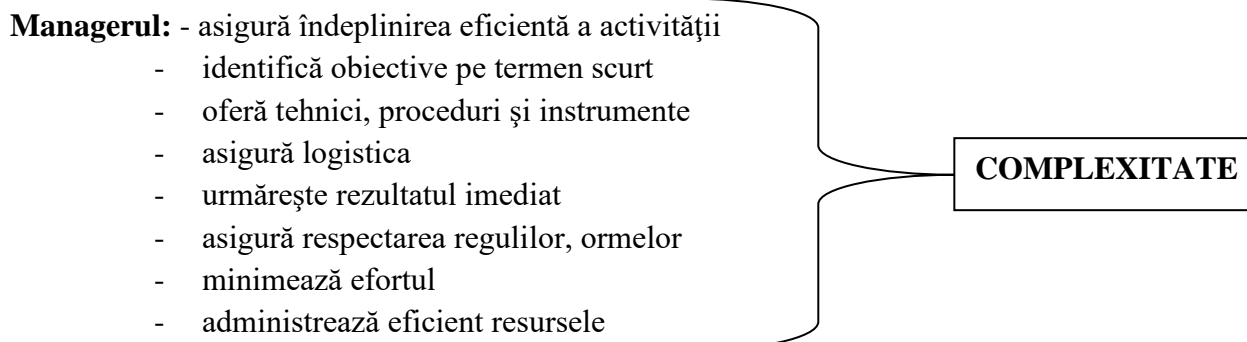 Managerul: - asigură îndeplinirea eficientă a activităţii
- identifică obiective pe termen scurt
- oferă tehnici, proceduri şi instrumente
- asigură logistica
- urmăreşte rezultatul imediat
- asigură respectarea regulilor, ormelor
- minimează efortul
- administrează eficient resursele
COMPLEXITATE